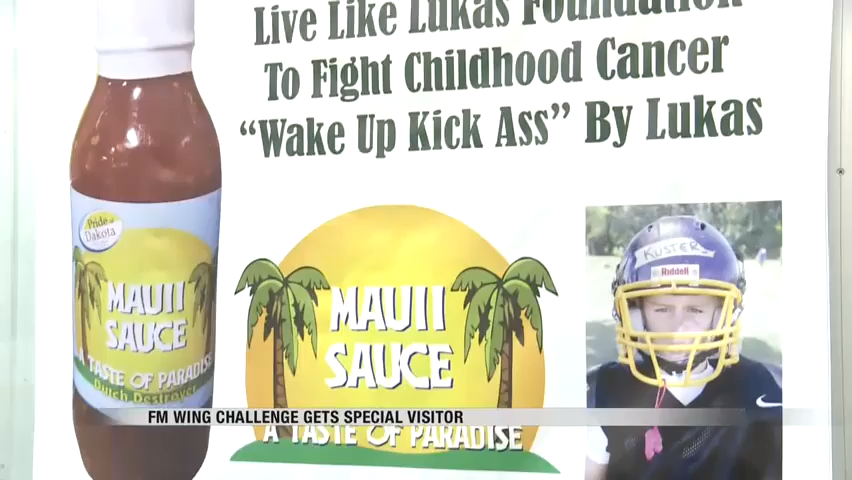 Live Like Lukas Foundation
To Fight Childhood Cancer
“Wake Up Kick Ass” By Lukas
Pride of
Dakota
MAUII
SAUCE
A TASTE OF PARADISE
Dutch Destroyer
MAUII
SAUCE
A TASTE OF PARADISE
KUSTER
Riddell
FM WING CHALLENGE GETS SPECIAL VISITOR